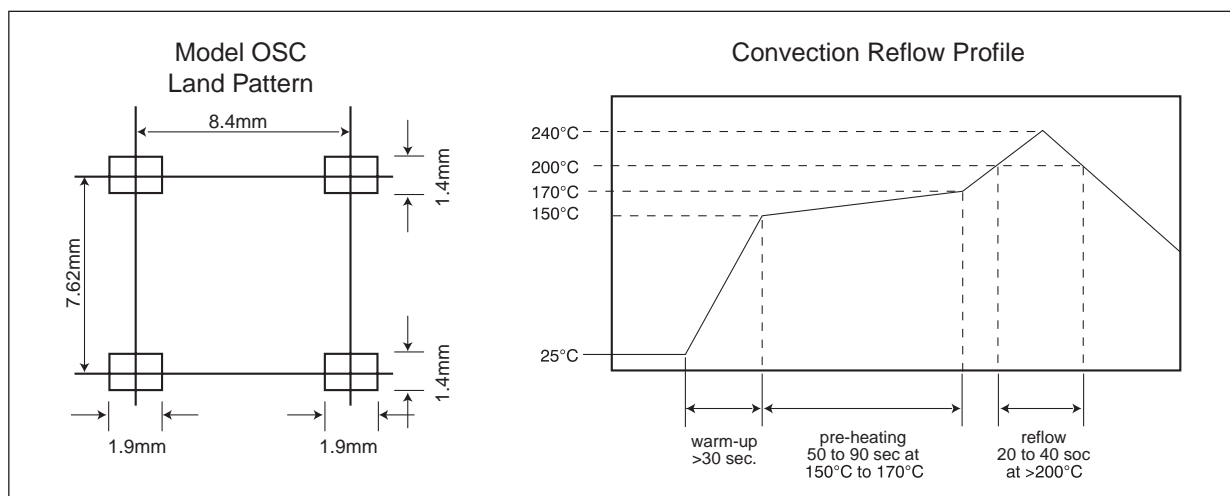 Model OSC
Land Pattern
8.4mm
1.4mm
7.62mm
1.4mm
1.9mm
1.9mm
Convection Reflow Profile
240°C
200°C
170°C
150°C
25°C
warm-up
>30 sec.
pre-heating
50 to 90 sec at
150°C to 170°C
reflow
20 to 40 soc
at >200°C